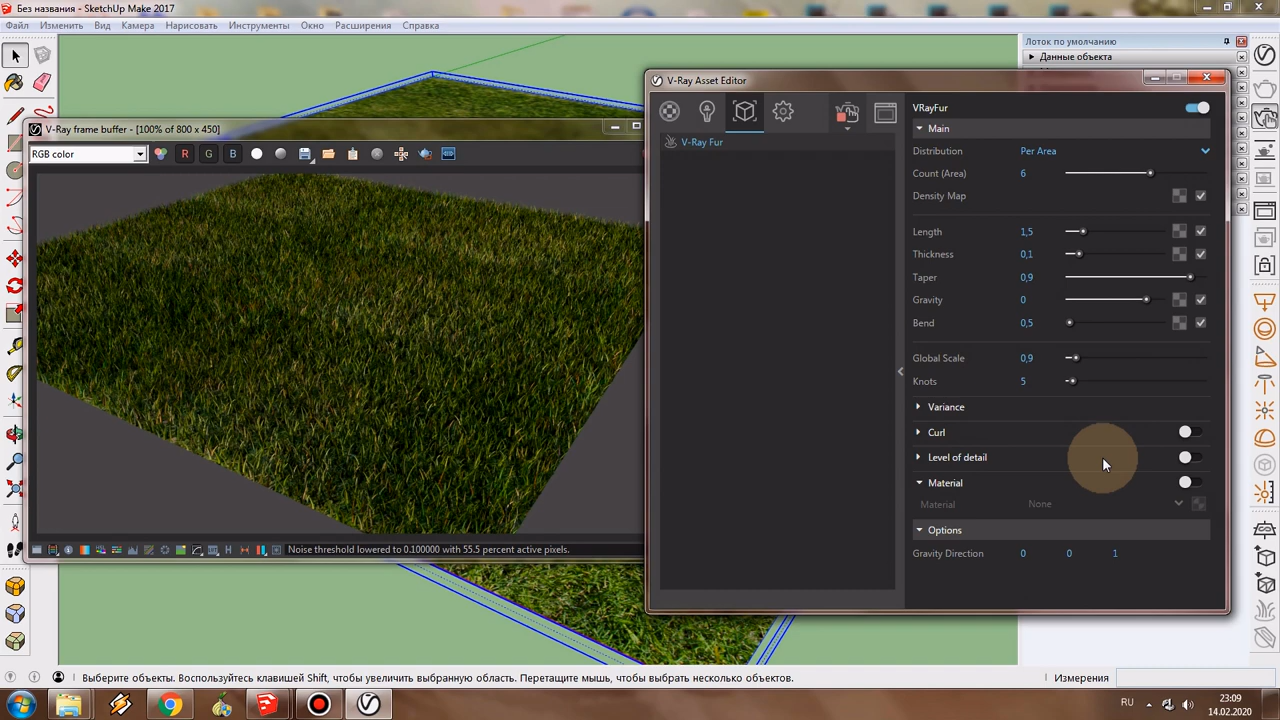 Без названия - SketchUp Make 2017
Файл Изменить Вид Камера Нарисовать Инструменты Окно Расширения Справка
Лоток по умолчанию
Данные объекта
V-Ray frame buffer - [100% of 800 x 450]
RGB color
R G B
H
Noise threshold lowered to 0.100000 with 55.5 percent active pixels.
V-Ray Asset Editor
V-Ray Fur
VRayFur
Main
Distribution Per Area
Count (Area) 6
Density Map
Length 1,5
Thickness 0,1
Taper 0,9
Gravity 0
Bend 0,5
Global Scale 0,9
Knots 5
Variance
Curl
Level of detail
Material
Material None
Options
Gravity Direction 0 0 1
Выберите объекты. Воспользуйтесь клавишей Shift, чтобы увеличить выбранную область. Перетащите мышь, чтобы выбрать несколько объектов.
Измерения
RU
23:09
14.02.2020